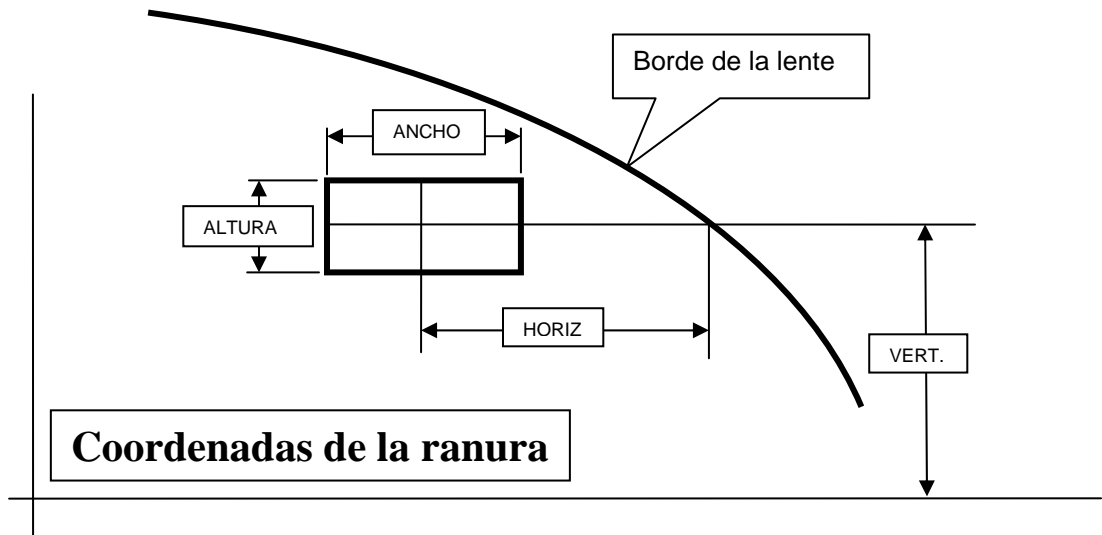 Borde de la lente
ANCHO
ALTURA
HORIZ
VERT.
Coordenadas de la ranura